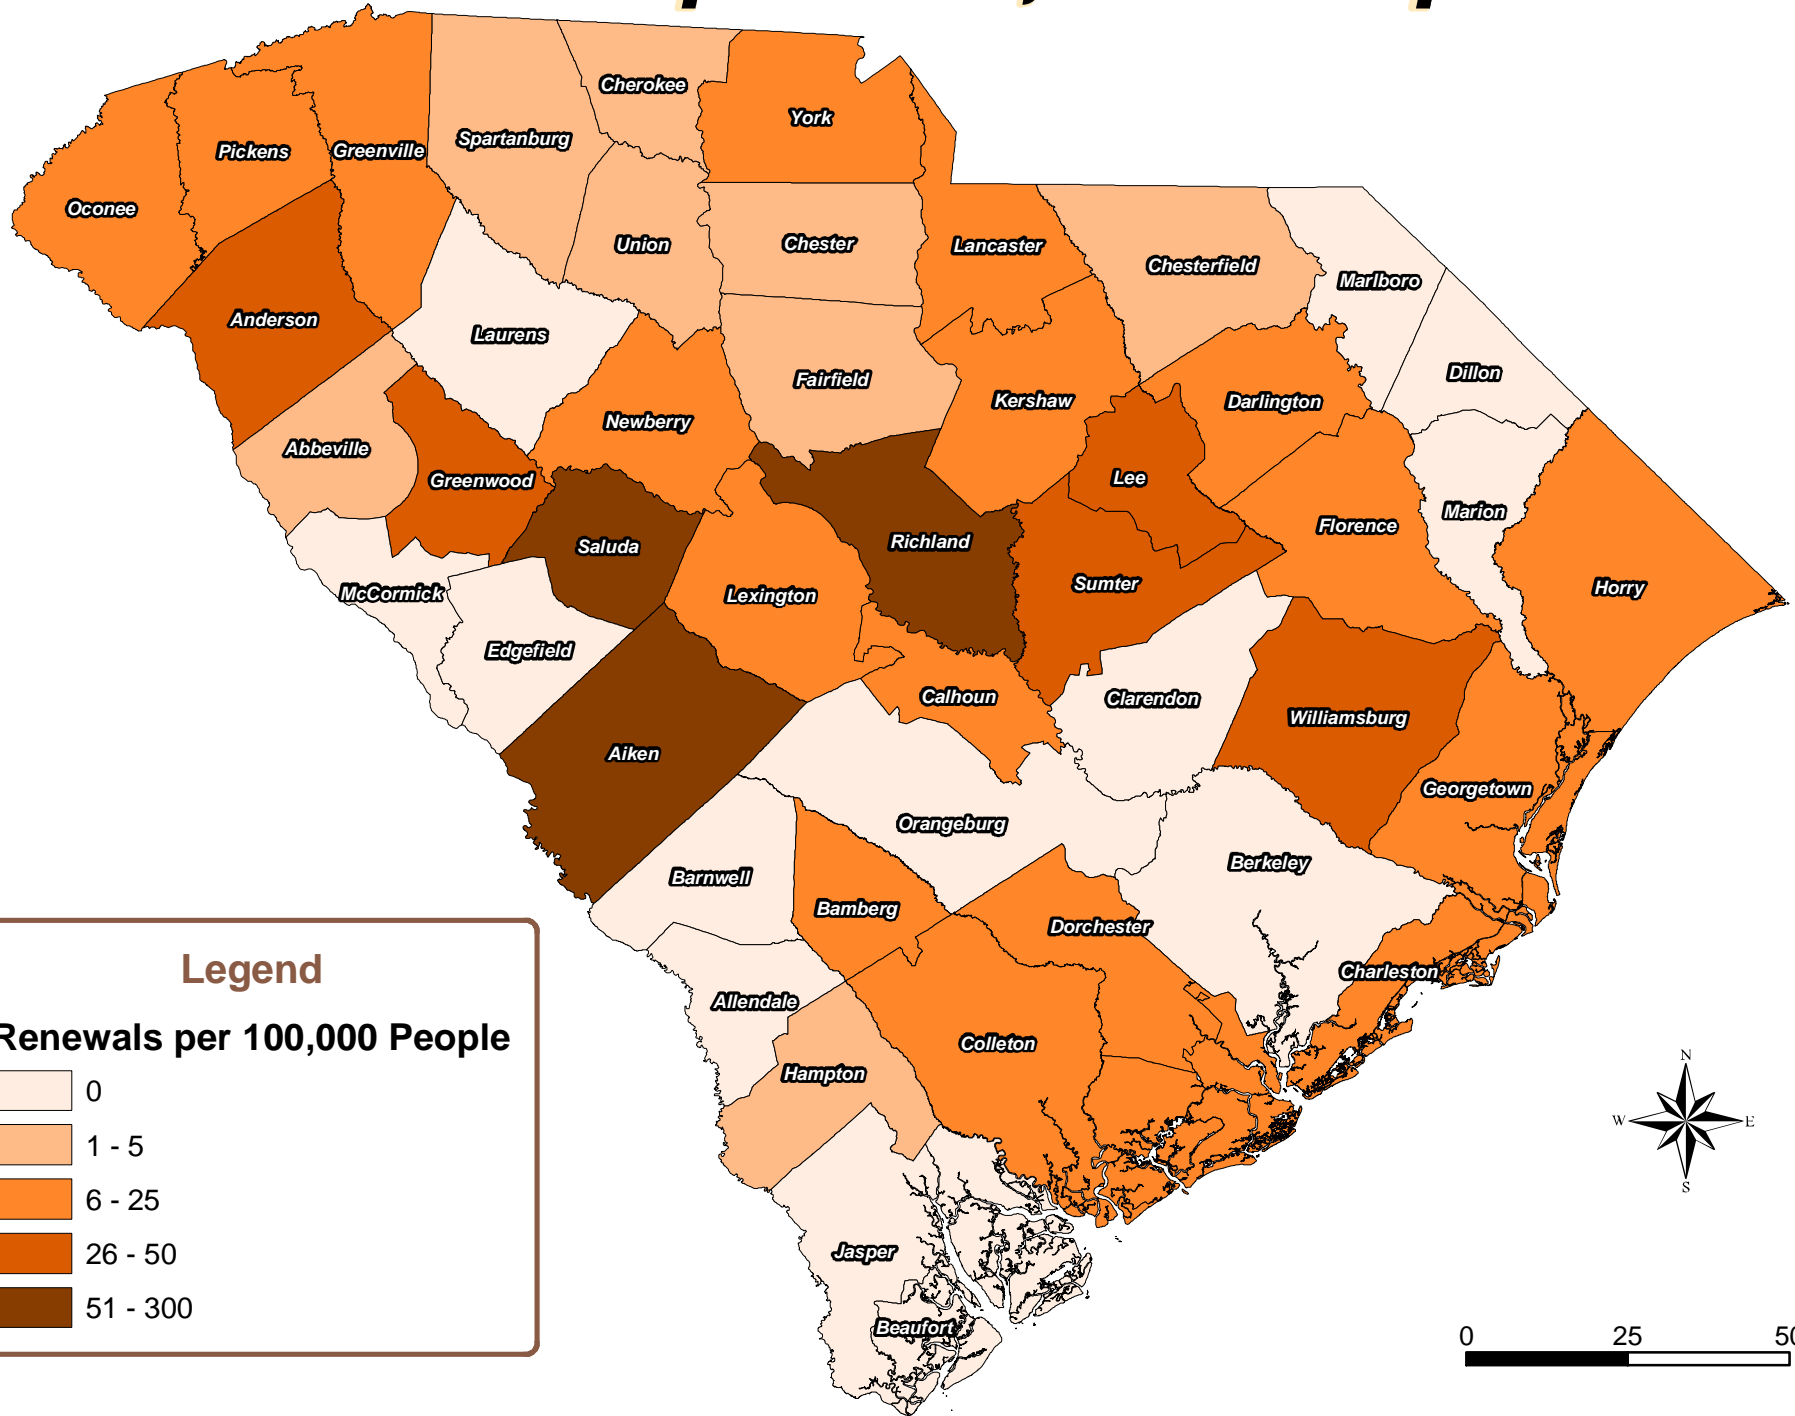 Cherokee
York
Spartanburg
Pickens
Greenville
Oconee
Union
Chester
Lancaster
Chesterfield
Marlboro
Anderson
Laurens
Dillon
Fairfield
Kershaw
Darlington
Newberry
Abbeville
Greenwood
Lee
Marion
Florence
Richland
Saluda
Sumter
Horry
McCormick
Lexington
Edgefield
Calhoun
Clarendon
Williamsburg
Aiken
Georgetown
Orangeburg
Berkeley
Barnwell
Bamberg
Dorchester
Charleston
Allendale
Colleton
Hampton
Jasper
Beaufort
Legend
Renewals per 100,000 People
0
1 - 5
6 - 25
26 - 50
51 - 300
N
W
E
S
0 25